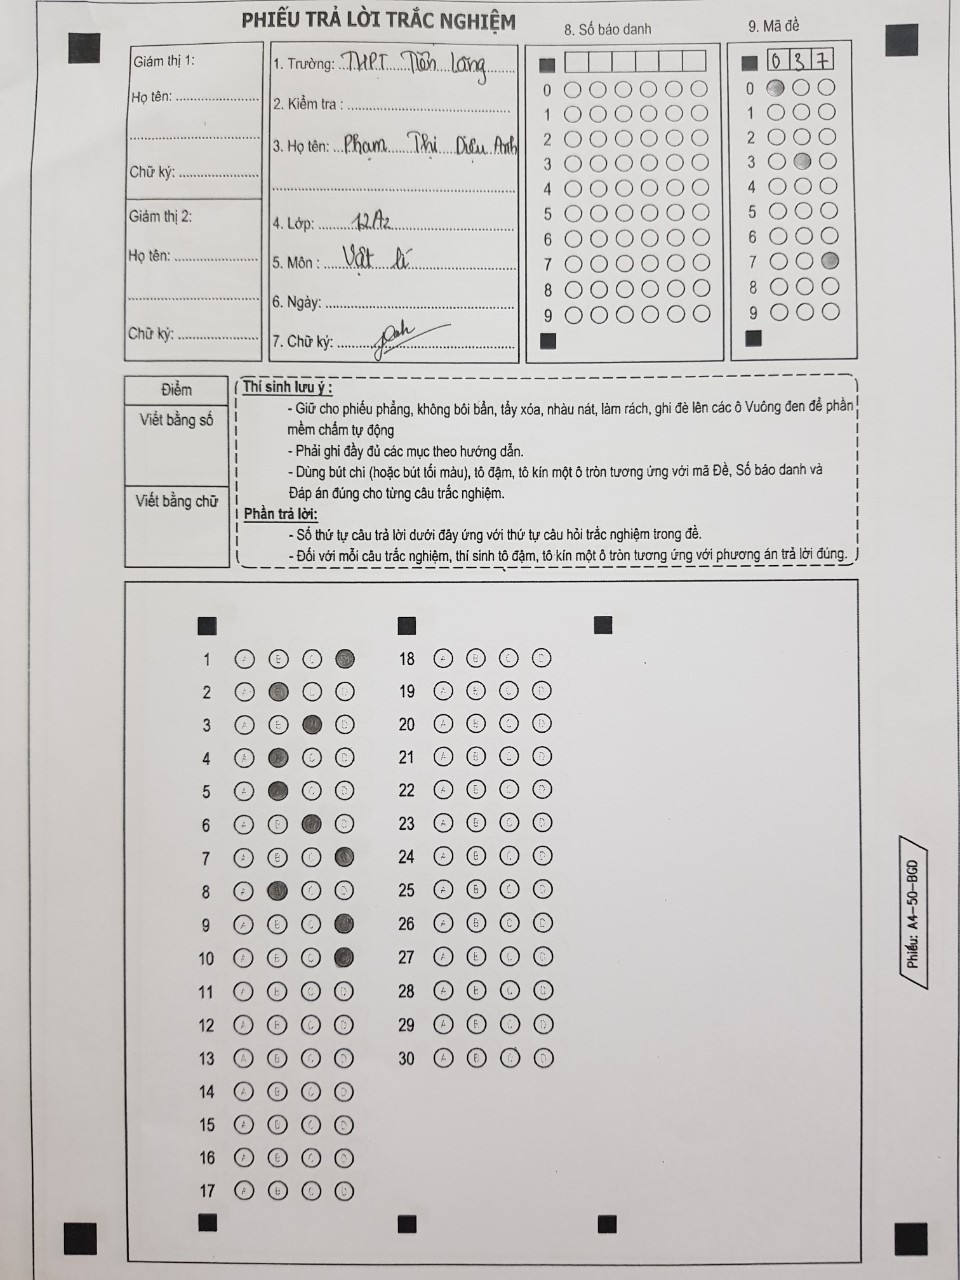 PHIẾU TRẢ LỜI TRẮC NGHIỆM
Giám thị 1:
Họ tên:
Chữ ký:
Giám thị 2:
Họ tên:
Chữ ký:
1. Trường: THPT Tiên Lãng
2. Kiểm tra :
3. Họ tên: Phạm Thị Diệu Anh
4. Lớp: 12A2
5. Môn : Vật lí
6. Ngày:
7. Chữ ký:
8. Số báo danh
0
1
2
3
4
5
6
7
8
9
9. Mã đề
0 3 7
0
1
2
3
4
5
6
7
8
9
Điểm
Viết bằng số
Viết bằng chữ
Thí sinh lưu ý :
- Giữ cho phiếu phẳng, không bôi bẩn, tẩy xóa, nhàu nát, làm rách, ghi đè lên các ô Vuông đen để phần
mềm chấm tự động
- Phải ghi đầy đủ các mục theo hướng dẫn.
- Dùng bút chì (hoặc bút tối màu), tô đậm, tô kín một ô tròn tương ứng với mã Đề, Số báo danh và
Đáp án đúng cho từng câu trắc nghiệm.
Phần trả lời:
- Số thứ tự câu trả lời dưới đây ứng với thứ tự câu hỏi trắc nghiệm trong đề.
- Đối với mỗi câu trắc nghiệm, thí sinh tô đậm, tô kín một ô tròn tương ứng với phương án trả lời đúng.
1 A B C
2 A C D
3 A B D
4 A C D
5 A C D
6 A B D
7 A B C
8 A C D
9 A B C
10 A B C
11 A B C D
12 A B C D
13 A B C D
14 A B C D
15 A B C D
16 A B C D
17 A B C D
18 A B C D
19 A B C D
20 A B C D
21 A B C D
22 A B C D
23 A B C D
24 A B C D
25 A B C D
26 A B C D
27 A B C D
28 A B C D
29 A B C D
30 A B C D
Phiếu: A4-50-BGD